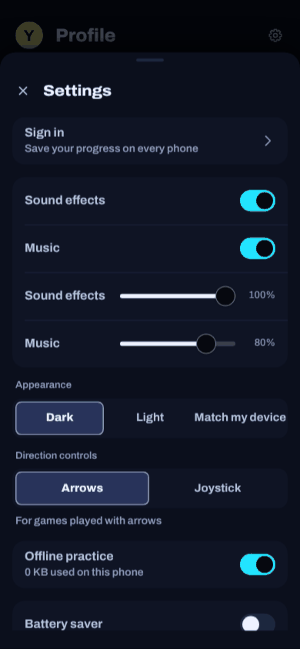 Y
Profile
Settings
Sign in
Save your progress on every phone
Sound effects
Music
Sound effects 100%
Music 80%
Appearance
Dark Light Match my device
Direction controls
Arrows Joystick
For games played with arrows
Offline practice
0 KB used on this phone
Battery saver